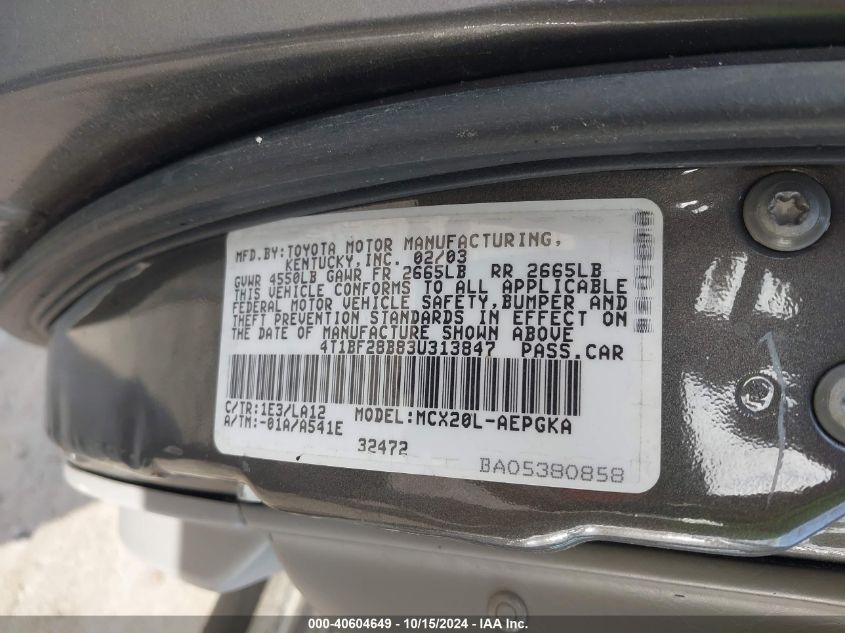 MFD.BY:TOYOTA MOTOR MANUFACTURING,
KENTUCKY,INC. 02/03
GVWR 4550LB GAWR FR 2665LB RR 2665LB
THIS VEHICLE CONFORMS TO ALL APPLICABLE
FEDERAL MOTOR VEHICLE SAFETY,BUMPER AND
THEFT PREVENTION STANDARDS IN EFFECT ON
THE DATE OF MANUFACTURE SHOWN ABOVE
4T1BF28B83U313847 PASS.CAR
C/TR:1E3/LA12 MODEL:MCX20L-AEPGKA
A/TM:-01A/A541E
32472
BA05380858
000-40604649 - 10/15/2024 - IAA Inc.